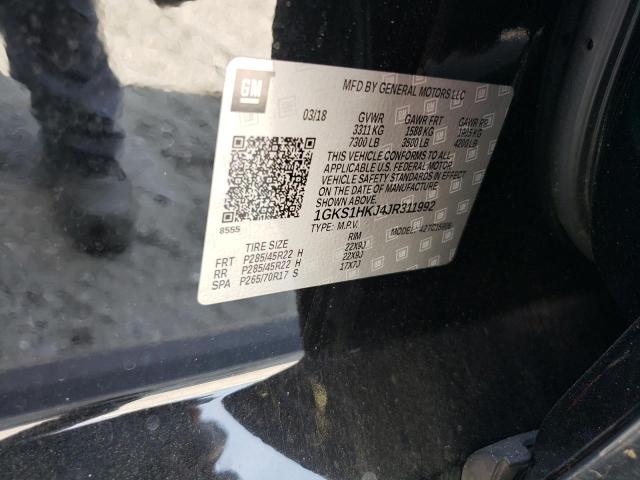 GM
MFD BY GENERAL MOTORS LLC
03/18 GVWR GAWR FRT GAWR RR
3311 KG 1588 KG 1905 KG
7300 LB 3500 LB 4200 LB
THIS VEHICLE CONFORMS TO ALL
APPLICABLE U.S. FEDERAL MOTOR
VEHICLE SAFETY STANDARDS IN EFFECT
ON THE DATE OF MANUFACTURE
SHOWN ABOVE.
1GKS1HKJ4JR311992
TYPE: M.P.V. MODEL:
8555
TIRE SIZE RIM
FRT P285/45R22 H 22X9J
RR P285/45R22 H 22X9J
SPA P265/70R17 S 17X7J